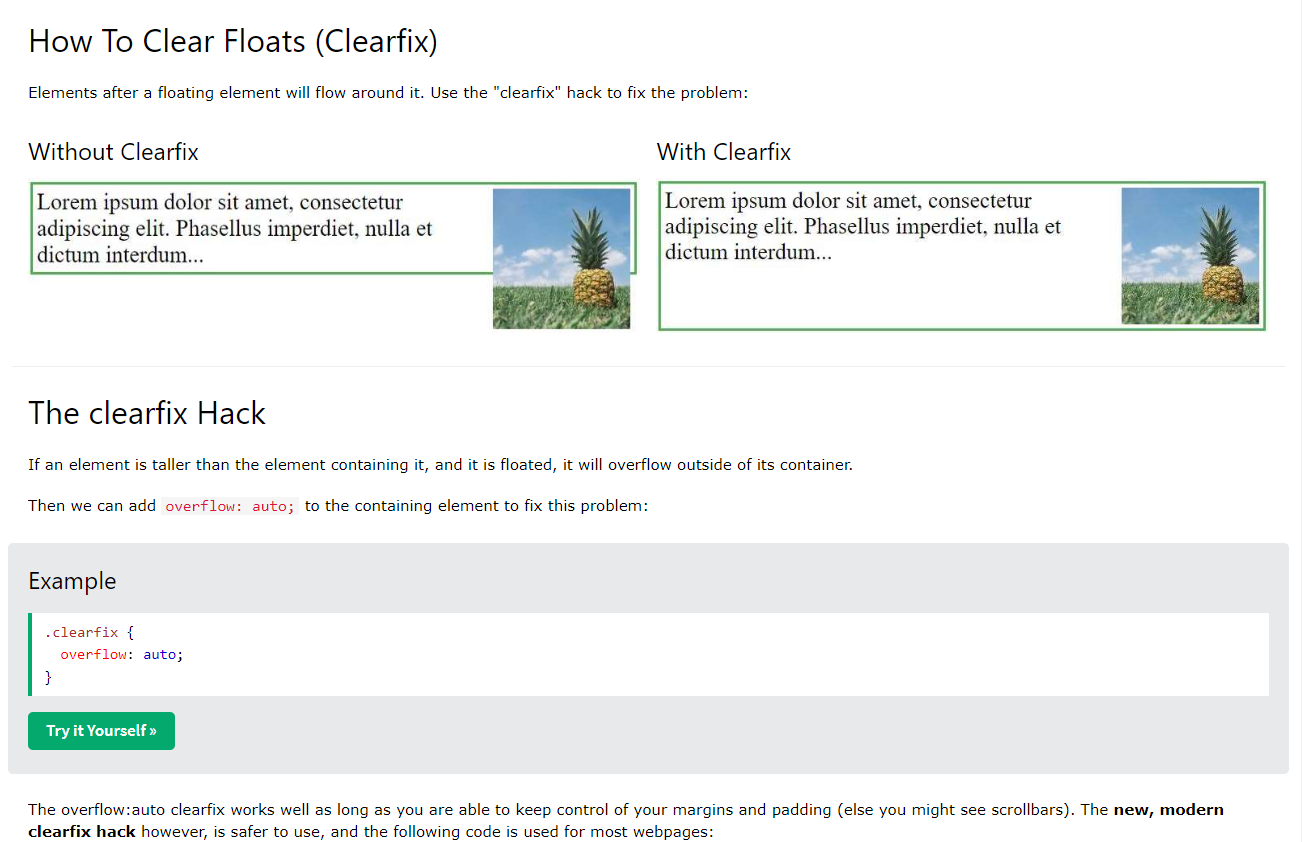 How To Clear Floats (Clearfix)
Elements after a floating element will flow around it. Use the "clearfix" hack to fix the problem:
Without Clearfix
Lorem ipsum dolor sit amet, consectetur
adipiscing elit. Phasellus imperdiet, nulla et
dictum interdum...
With Clearfix
Lorem ipsum dolor sit amet, consectetur
adipiscing elit. Phasellus imperdiet, nulla et
dictum interdum...
The clearfix Hack
If an element is taller than the element containing it, and it is floated, it will overflow outside of its container.
Then we can add overflow: auto; to the containing element to fix this problem:
Example
.clearfix {
  overflow: auto;
}
Try it Yourself »
The overflow:auto clearfix works well as long as you are able to keep control of your margins and padding (else you might see scrollbars). The new, modern
clearfix hack however, is safer to use, and the following code is used for most webpages: